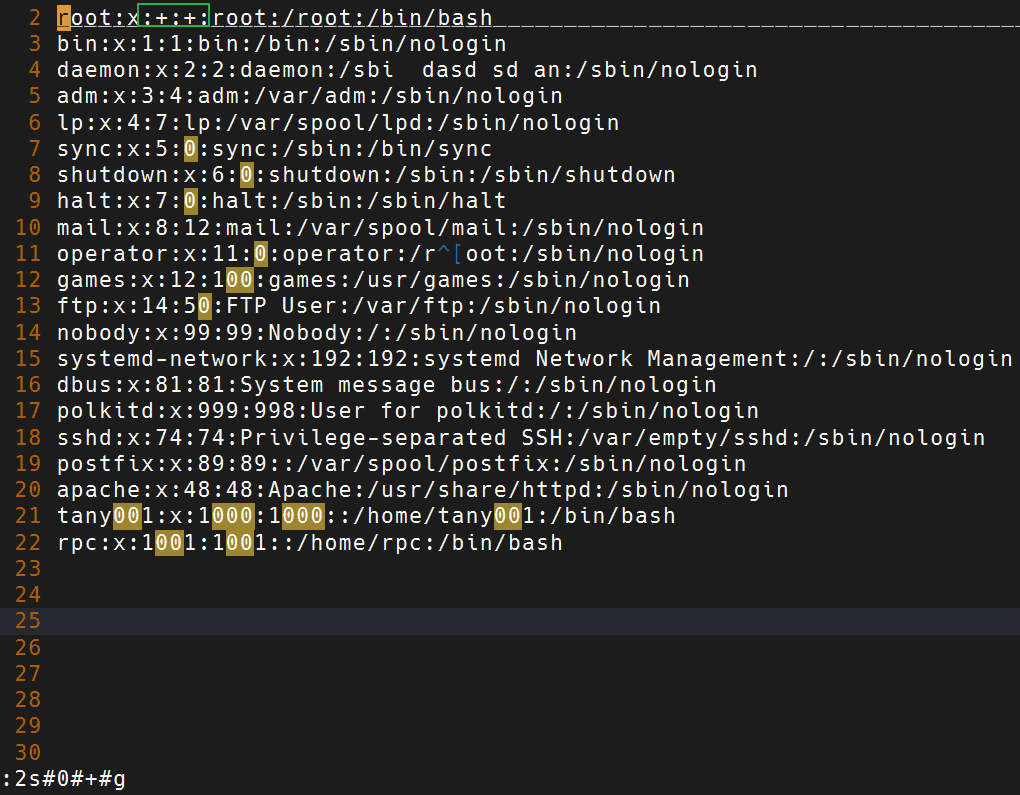 2 root:x:+:+:root:/root:/bin/bash
3 bin:x:1:1:bin:/bin:/sbin/nologin
4 daemon:x:2:2:daemon:/sbi  dasd sd an:/sbin/nologin
5 adm:x:3:4:adm:/var/adm:/sbin/nologin
6 lp:x:4:7:lp:/var/spool/lpd:/sbin/nologin
7 sync:x:5:0:sync:/sbin:/bin/sync
8 shutdown:x:6:0:shutdown:/sbin:/sbin/shutdown
9 halt:x:7:0:halt:/sbin:/sbin/halt
10 mail:x:8:12:mail:/var/spool/mail:/sbin/nologin
11 operator:x:11:0:operator:/r^[oot:/sbin/nologin
12 games:x:12:100:games:/usr/games:/sbin/nologin
13 ftp:x:14:50:FTP User:/var/ftp:/sbin/nologin
14 nobody:x:99:99:Nobody:/:/sbin/nologin
15 systemd-network:x:192:192:systemd Network Management:/:/sbin/nologin
16 dbus:x:81:81:System message bus:/:/sbin/nologin
17 polkitd:x:999:998:User for polkitd:/:/sbin/nologin
18 sshd:x:74:74:Privilege-separated SSH:/var/empty/sshd:/sbin/nologin
19 postfix:x:89:89::/var/spool/postfix:/sbin/nologin
20 apache:x:48:48:Apache:/usr/share/httpd:/sbin/nologin
21 tany001:x:1000:1000::/home/tany001:/bin/bash
22 rpc:x:1001:1001::/home/rpc:/bin/bash
23
24
25
26
27
28
29
30
:2s#0#+#g